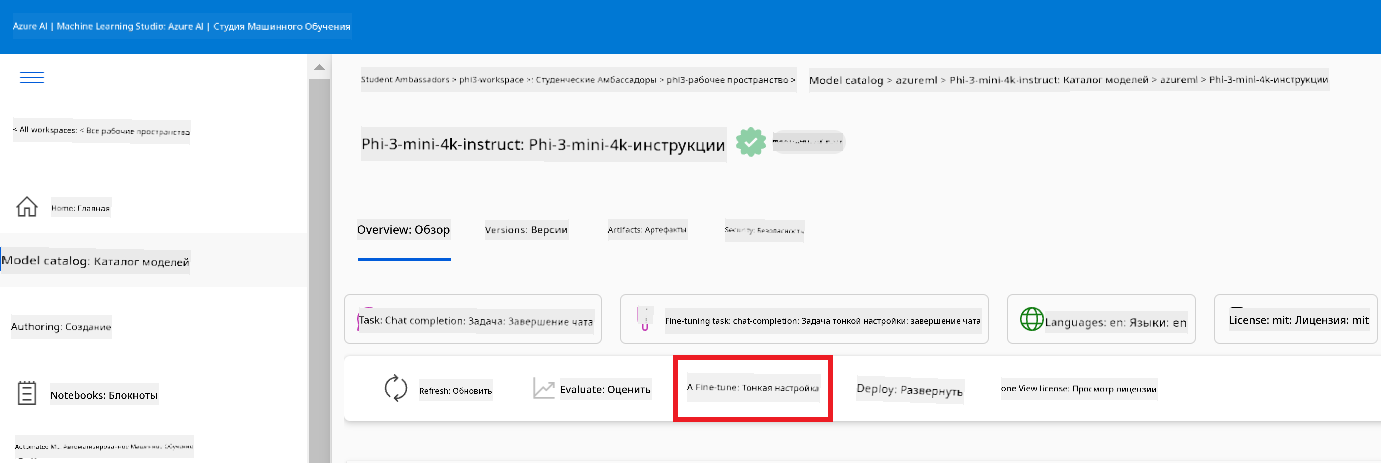 Azure AI | Machine Learning Studio: Azure AI | Студия Машинного Обучения
Student Ambassadors > phi3-workspace >: Студенческие Амбассадоры > phi3-рабочее пространство >
Model catalog > azureml > Phi-3-mini-4k-instruct: Каталог моделей > azureml > Phi-3-mini-4k-инструкции
< All workspaces: < Все рабочие пространства
Phi-3-mini-4k-instruct: Phi-3-mini-4k-инструкции
Home: Главная
Overview: Обзор
Versions: Версии
Artifacts: Артефакты
Security: Безопасность
Model catalog: Каталог моделей
Authoring: Создание
Task: Chat completion: Задача: Завершение чата
Fine-tuning task: chat-completion: Задача тонкой настройки: завершение чата
Languages: en: Языки: en
License: mit: Лицензия: mit
Refresh: Обновить
Evaluate: Оценить
A Fine-tune: Тонкая настройка
Deploy: Развернуть
one View license: Просмотр лицензии
Notebooks: Блокноты